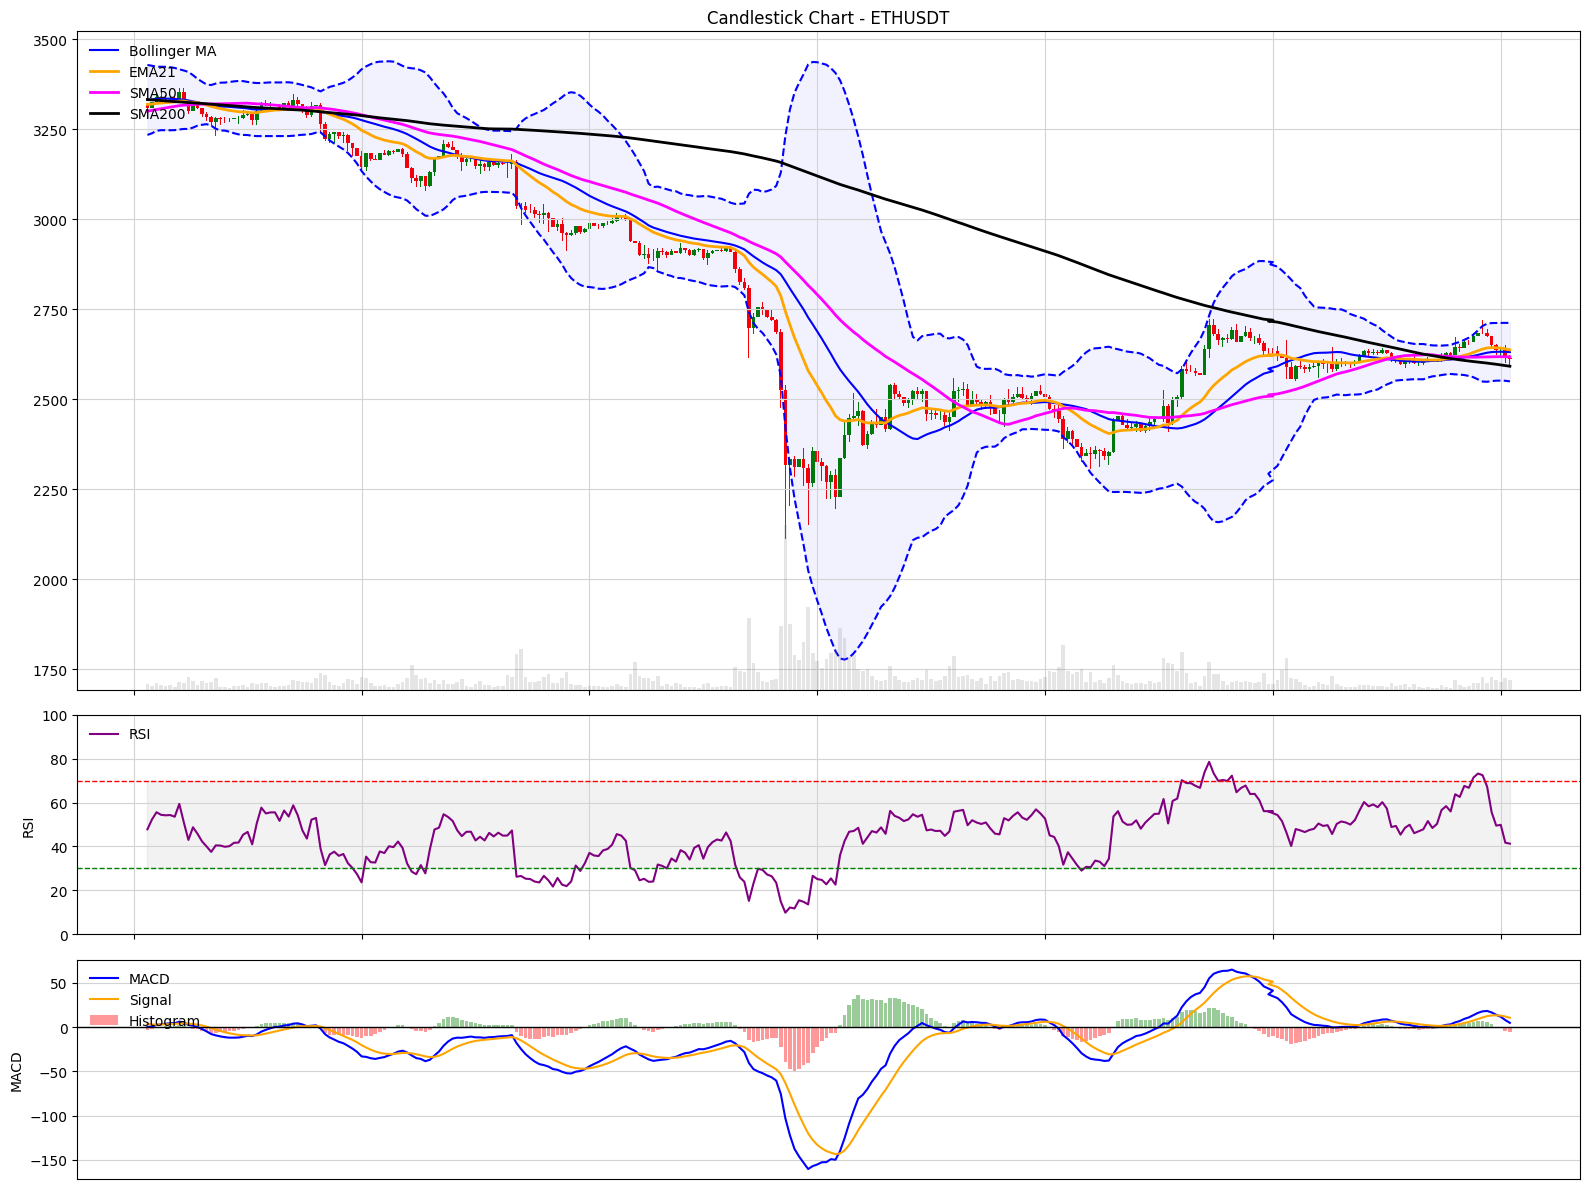 Candlestick Chart - ETHUSDT
Bollinger MA
EMA21
SMA50
SMA200
3500
3250
3000
2750
2500
2250
2000
1750
RSI
RSI
100
80
60
40
20
0
MACD
Signal
Histogram
MACD
50
0
−50
−100
−150